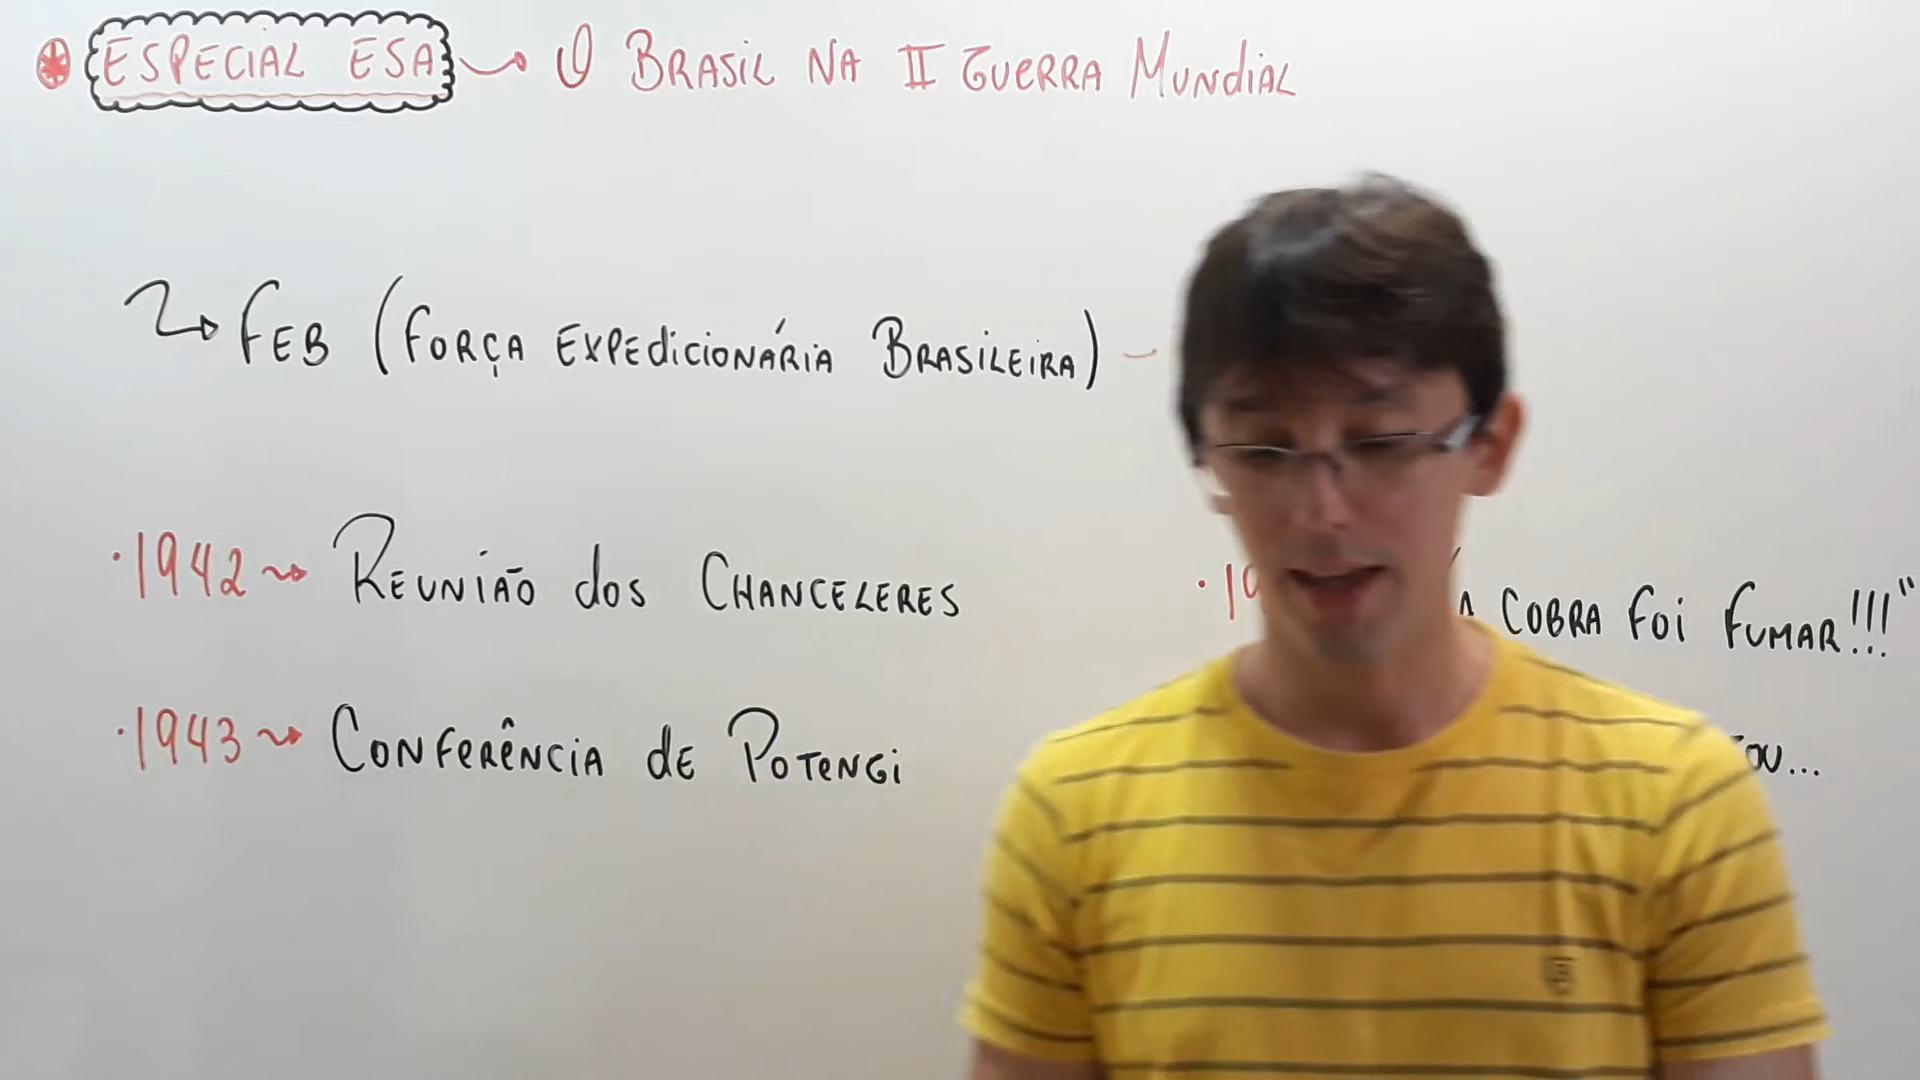 ESPECIAL ESA → O BRASIL NA II GUERRA MUNDIAL
→ FEB (FORÇA EXPEDICIONÁRIA BRASILEIRA) -
· 1942 → REUNIÃO DOS CHANCELERES
COBRA FOI FUMAR!!!"
· 1943 → CONFERÊNCIA DE POTENGI